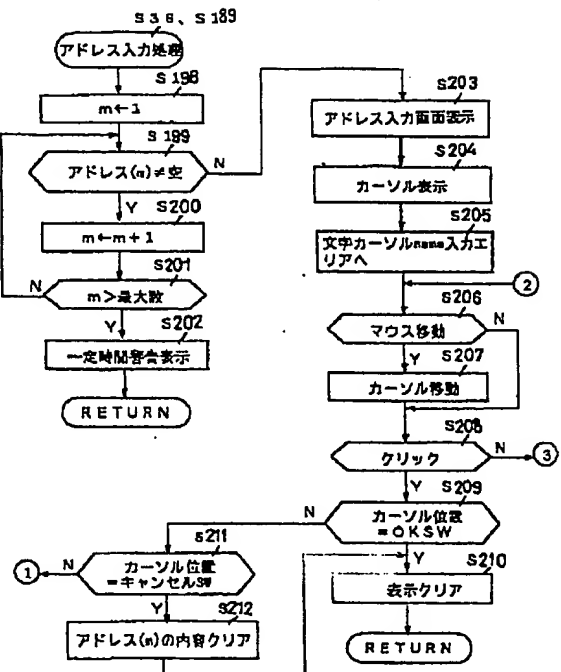 S36、S189
アドレス入力処理
S198
m←1
S199
アドレス(m)≠空
N
Y
S200
m←m+1
S201
N
m>最大数
Y
S202
一定時間警告表示
RETURN
S203
アドレス入力画面表示
S204
カーソル表示
S205
文字カーソルname入力エ
リアへ
②
S206
マウス移動
N
Y
S207
カーソル移動
S208
クリック
N
③
Y
S209
カーソル位置
=OKSW
N
Y
S210
表示クリア
RETURN
S211
①
N
カーソル位置
=キャンセルSW
Y
S212
アドレス(m)の内容クリア